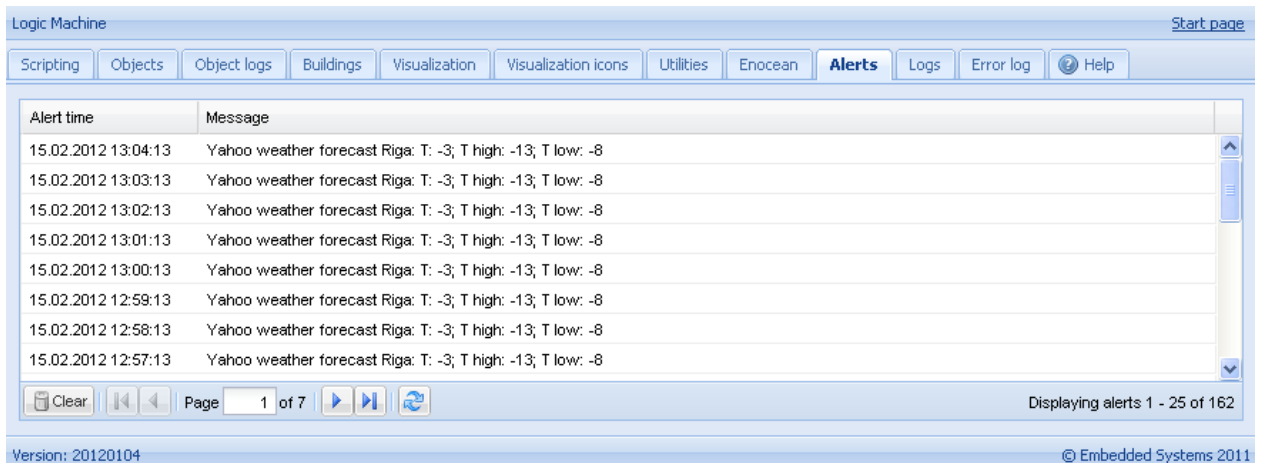 Logic Machine Start page
Scripting Objects Object logs Buildings Visualization Visualization icons Utilities Enocean Alerts Logs Error log Help
Alert time Message
15.02.2012 13:04:13 Yahoo weather forecast Riga: T: -3; T high: -13; T low: -8
15.02.2012 13:03:13 Yahoo weather forecast Riga: T: -3; T high: -13; T low: -8
15.02.2012 13:02:13 Yahoo weather forecast Riga: T: -3; T high: -13; T low: -8
15.02.2012 13:01:13 Yahoo weather forecast Riga: T: -3; T high: -13; T low: -8
15.02.2012 13:00:13 Yahoo weather forecast Riga: T: -3; T high: -13; T low: -8
15.02.2012 12:59:13 Yahoo weather forecast Riga: T: -3; T high: -13; T low: -8
15.02.2012 12:58:13 Yahoo weather forecast Riga: T: -3; T high: -13; T low: -8
15.02.2012 12:57:13 Yahoo weather forecast Riga: T: -3; T high: -13; T low: -8
Clear Page 1 of 7 Displaying alerts 1 - 25 of 162
Version: 20120104 © Embedded Systems 2011